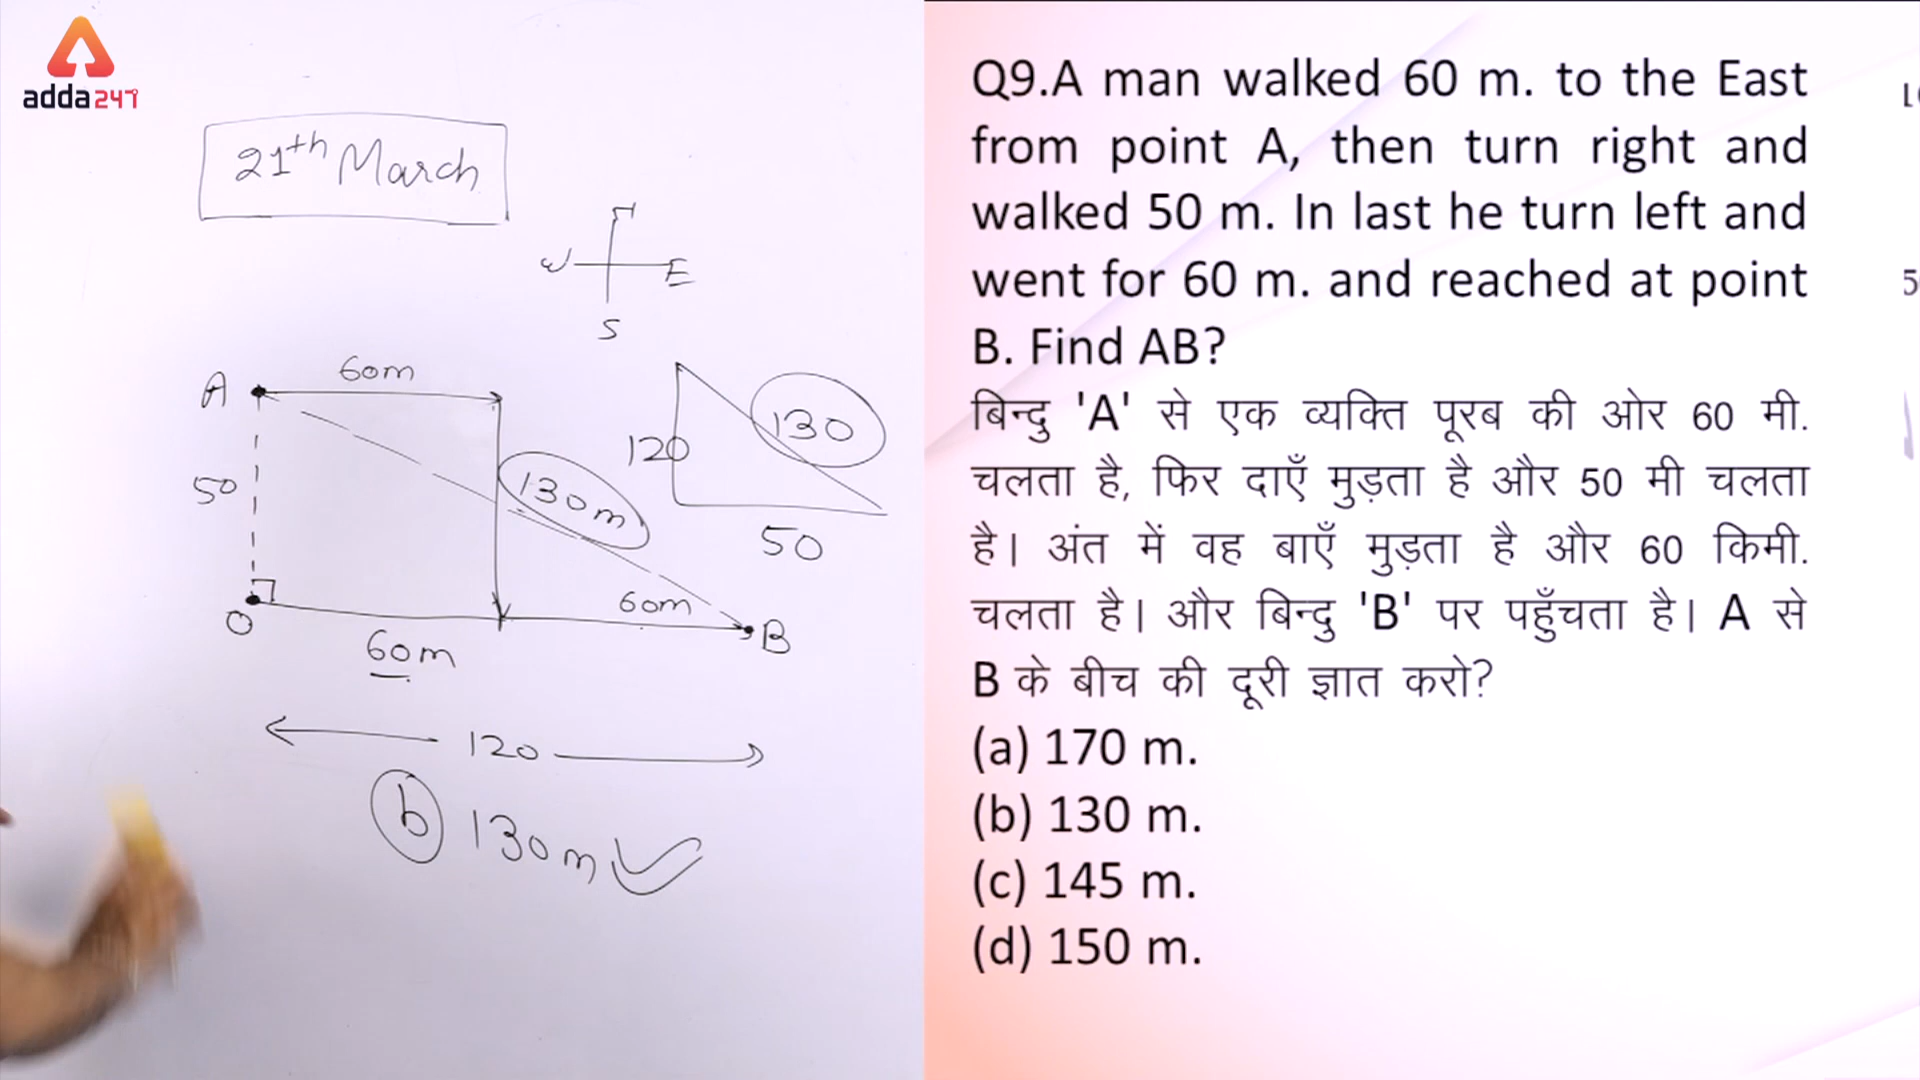 adda247
21th March
W E
S
A 60m
50
130m
120
130
50
60m
O
60m
B
120
b 130m
Q9.A man walked 60 m. to the East
from point A, then turn right and
walked 50 m. In last he turn left and
went for 60 m. and reached at point
B. Find AB?
बिन्दु 'A' से एक व्यक्ति पूरब की ओर 60 मी.
चलता है, फिर दाएँ मुड़ता है और 50 मी चलता
है। अंत में वह बाएँ मुड़ता है और 60 किमी.
चलता है। और बिन्दु 'B' पर पहुँचता है। A से
B के बीच की दूरी ज्ञात करो?
(a) 170 m.
(b) 130 m.
(c) 145 m.
(d) 150 m.